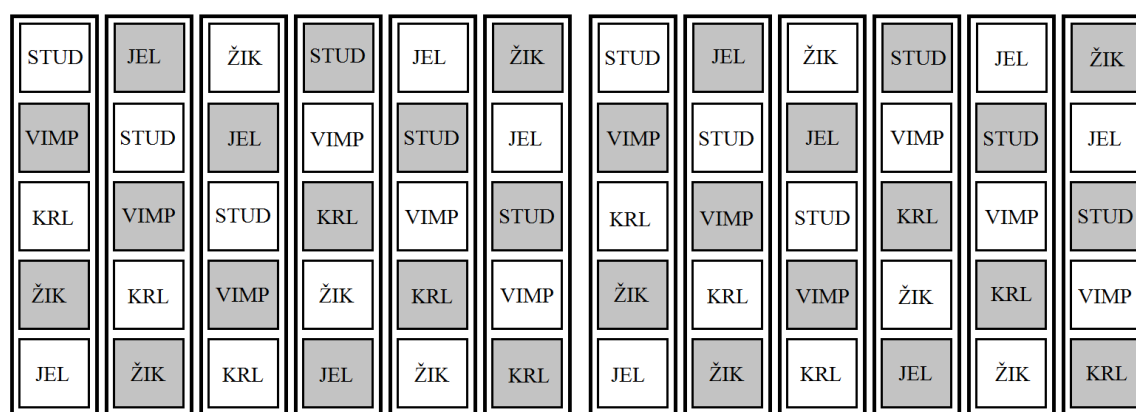 STUD JEL ŽIK STUD JEL ŽIK STUD JEL ŽIK STUD JEL ŽIK
VIMP STUD JEL VIMP STUD JEL VIMP STUD JEL VIMP STUD JEL
KRL VIMP STUD KRL VIMP STUD KRL VIMP STUD KRL VIMP STUD
ŽIK KRL VIMP ŽIK KRL VIMP ŽIK KRL VIMP ŽIK KRL VIMP
JEL ŽIK KRL JEL ŽIK KRL JEL ŽIK KRL JEL ŽIK KRL